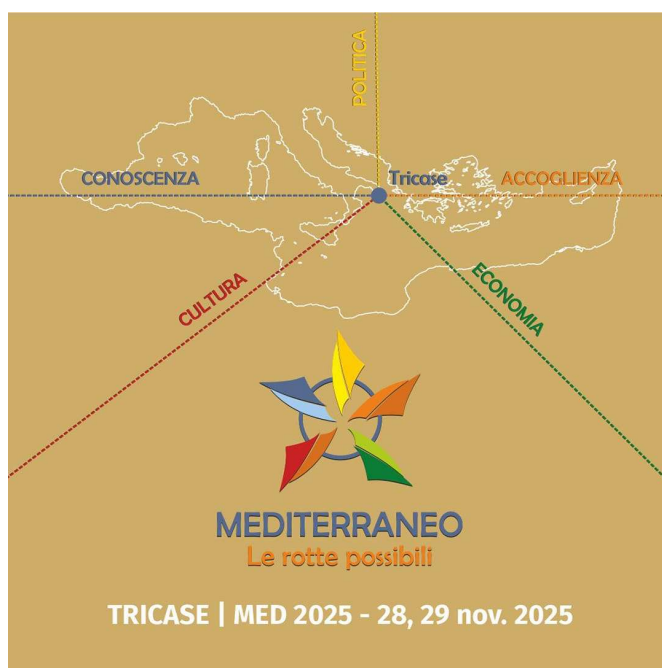 POLITICA
CONOSCENZA
Tricase
ACCOGLIENZA
CULTURA
ECONOMIA
MEDITERRANEO
Le rotte possibili
TRICASE | MED 2025 - 28, 29 nov. 2025